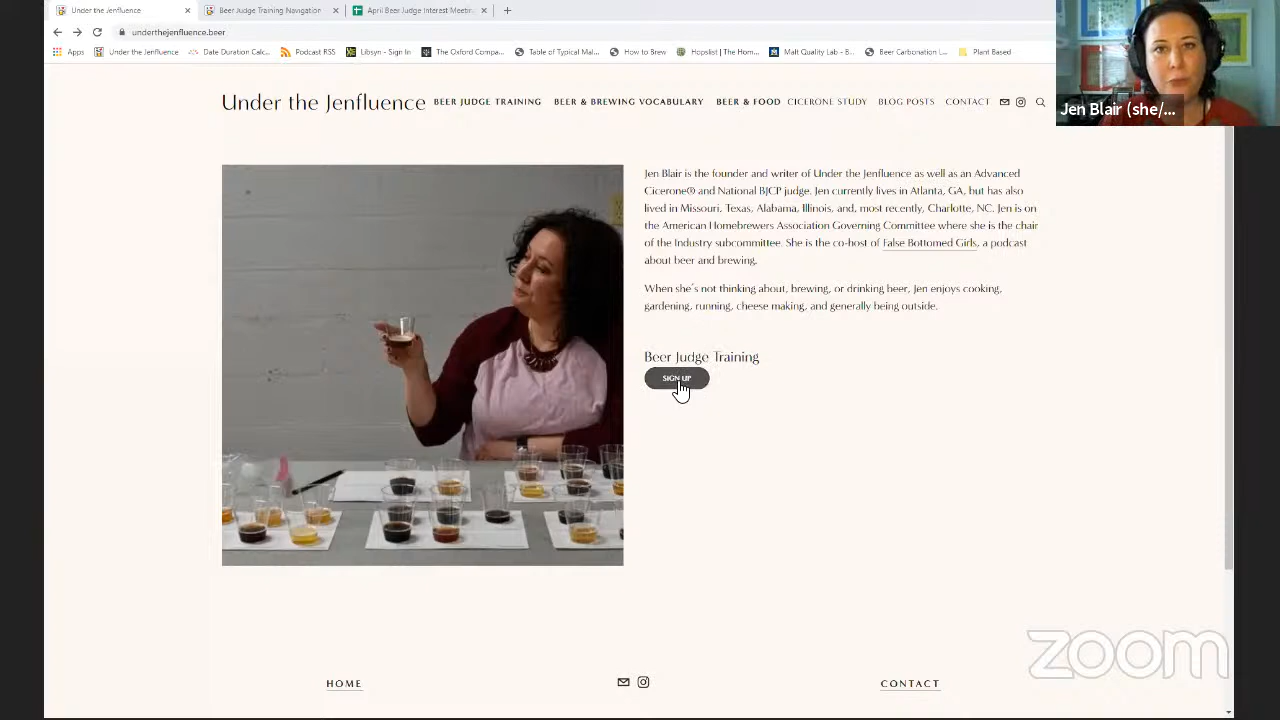 Under the Jenfluence
Beer Judge Training Navigation
April Beer Judge Interest Meetin
underthejenfluence.beer
Apps
Under the Jenfluence
Date Duration Calc...
Podcast RSS
Libsyn - Sign In
The Oxford Compa...
Table of Typical Mal...
How to Brew
Hopslist | The Hom...
Malt Quality Lab - B...
Beer Carbonation L...
Plant Based
Jen Blair (she/...
Under the Jenfluence
BEER JUDGE TRAINING
BEER & BREWING VOCABULARY
BEER & FOOD
CICERONE STUDY
BLOG POSTS
CONTACT
Jen Blair is the founder and writer of Under the Jenfluence as well as an Advanced
Cicerone® and National BJCP judge. Jen currently lives in Atlanta, GA, but has also
lived in Missouri, Texas, Alabama, Illinois, and, most recently, Charlotte, NC. Jen is on
the American Homebrewers Association Governing Committee where she is the chair
of the Industry subcommittee. She is the co-host of False Bottomed Girls, a podcast
about beer and brewing.
When she's not thinking about, brewing, or drinking beer, Jen enjoys cooking,
gardening, running, cheese making, and generally being outside.
Beer Judge Training
SIGN UP
zoom
HOME
CONTACT